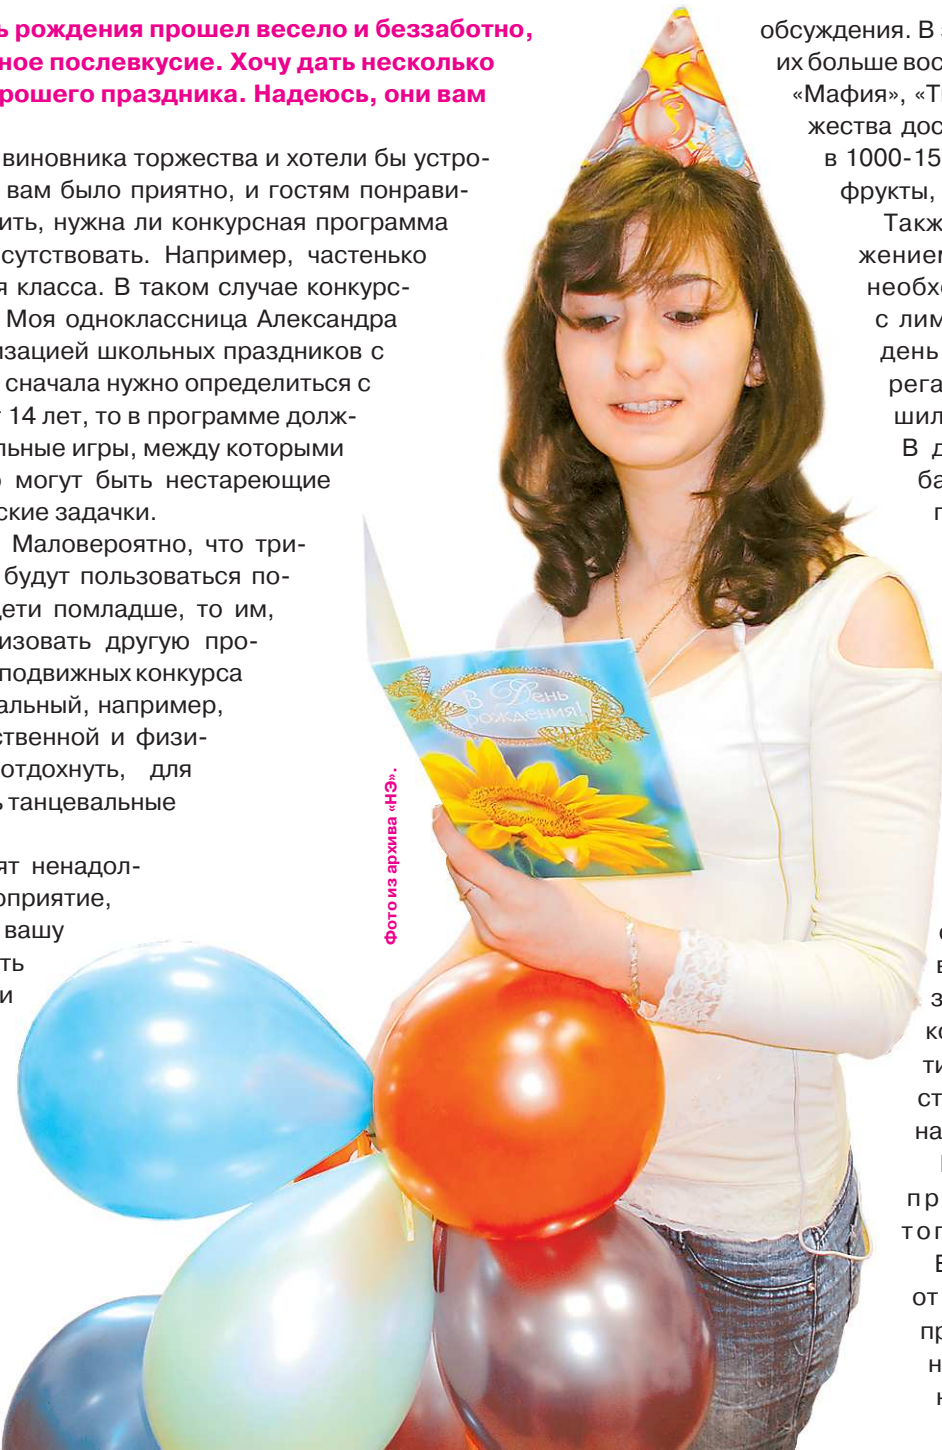 ь рождения прошел весело и беззаботно,
ное послевкусие. Хочу дать несколько
рошего праздника. Надеюсь, они вам
виновника торжества и хотели бы устро-
вам было приятно, и гостям понрави-
ить, нужна ли конкурсная программа
сутствовать. Например, частенько
я класса. В таком случае конкурс-
Моя одноклассница Александра
изацией школьных праздников с
сначала нужно определиться с
т 14 лет, то в программе долж-
льные игры, между которыми
о могут быть нестареющие
ские задачки.
Маловероятно, что три-
будут пользоваться по-
дети помладше, то им,
изовать другую про-
подвижных конкурса
альный, например,
ственной и физи-
отдохнуть, для
ь танцевальные
ят ненадол-
оприятие,
вашу
ть
и
Фото из архива «НЭ».
В День
рождения!
обсуждения. В
их больше вос
«Мафия», «Т
жества дос
в 1000-15
фрукты,
Такж
жением
необхо
с лим
день
рега
шил
В д
ба
п
с
в
з
ко
ти
ст
на
пр
тог
В
от
пр
н
н